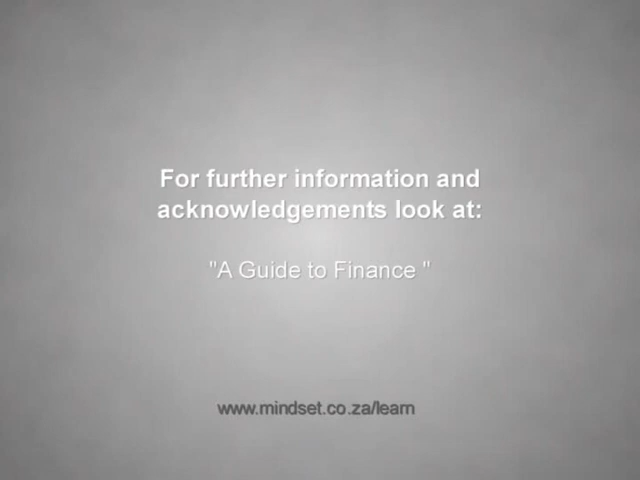 For further information and
acknowledgements look at:
"A Guide to Finance "
www.mindset.co.za/learn